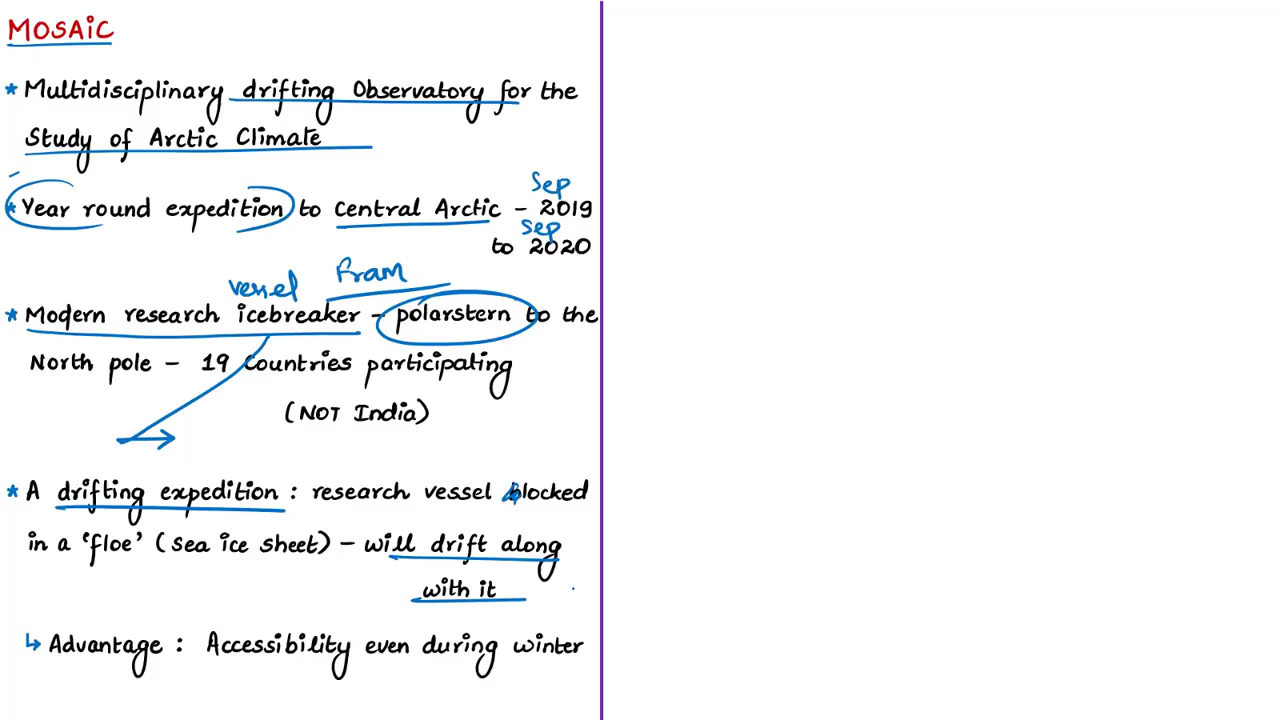 MOSAiC
* Multidisciplinary drifting Observatory for the
Study of Arctic Climate
Sep
* Year round expedition to central Arctic - 2019
Sep
to 2020
vessel Fram
* Modern research icebreaker - polarstern to the
North pole - 19 Countries participating
(NOT India)
* A drifting expedition : research vessel blocked
in a 'floe' (sea ice sheet) - will drift along
with it
↳ Advantage : Accessibility even during winter